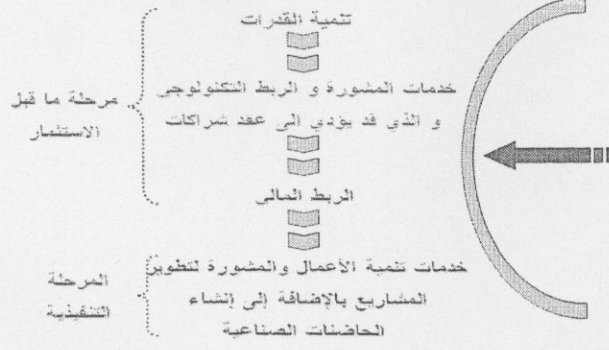 تنمية القدرات
خدمات المشورة و الربط التكنولوجي
و الذي قد يؤدي الى عقد شراكات
الربط المالي
مرحلة ما قبل
الاستثمار
خدمات تنمية الأعمال والمشورة لتطوير
المشاريع بالإضافة إلى إنشاء
الحاضنات الصناعية
المرحلة
التنفيذية